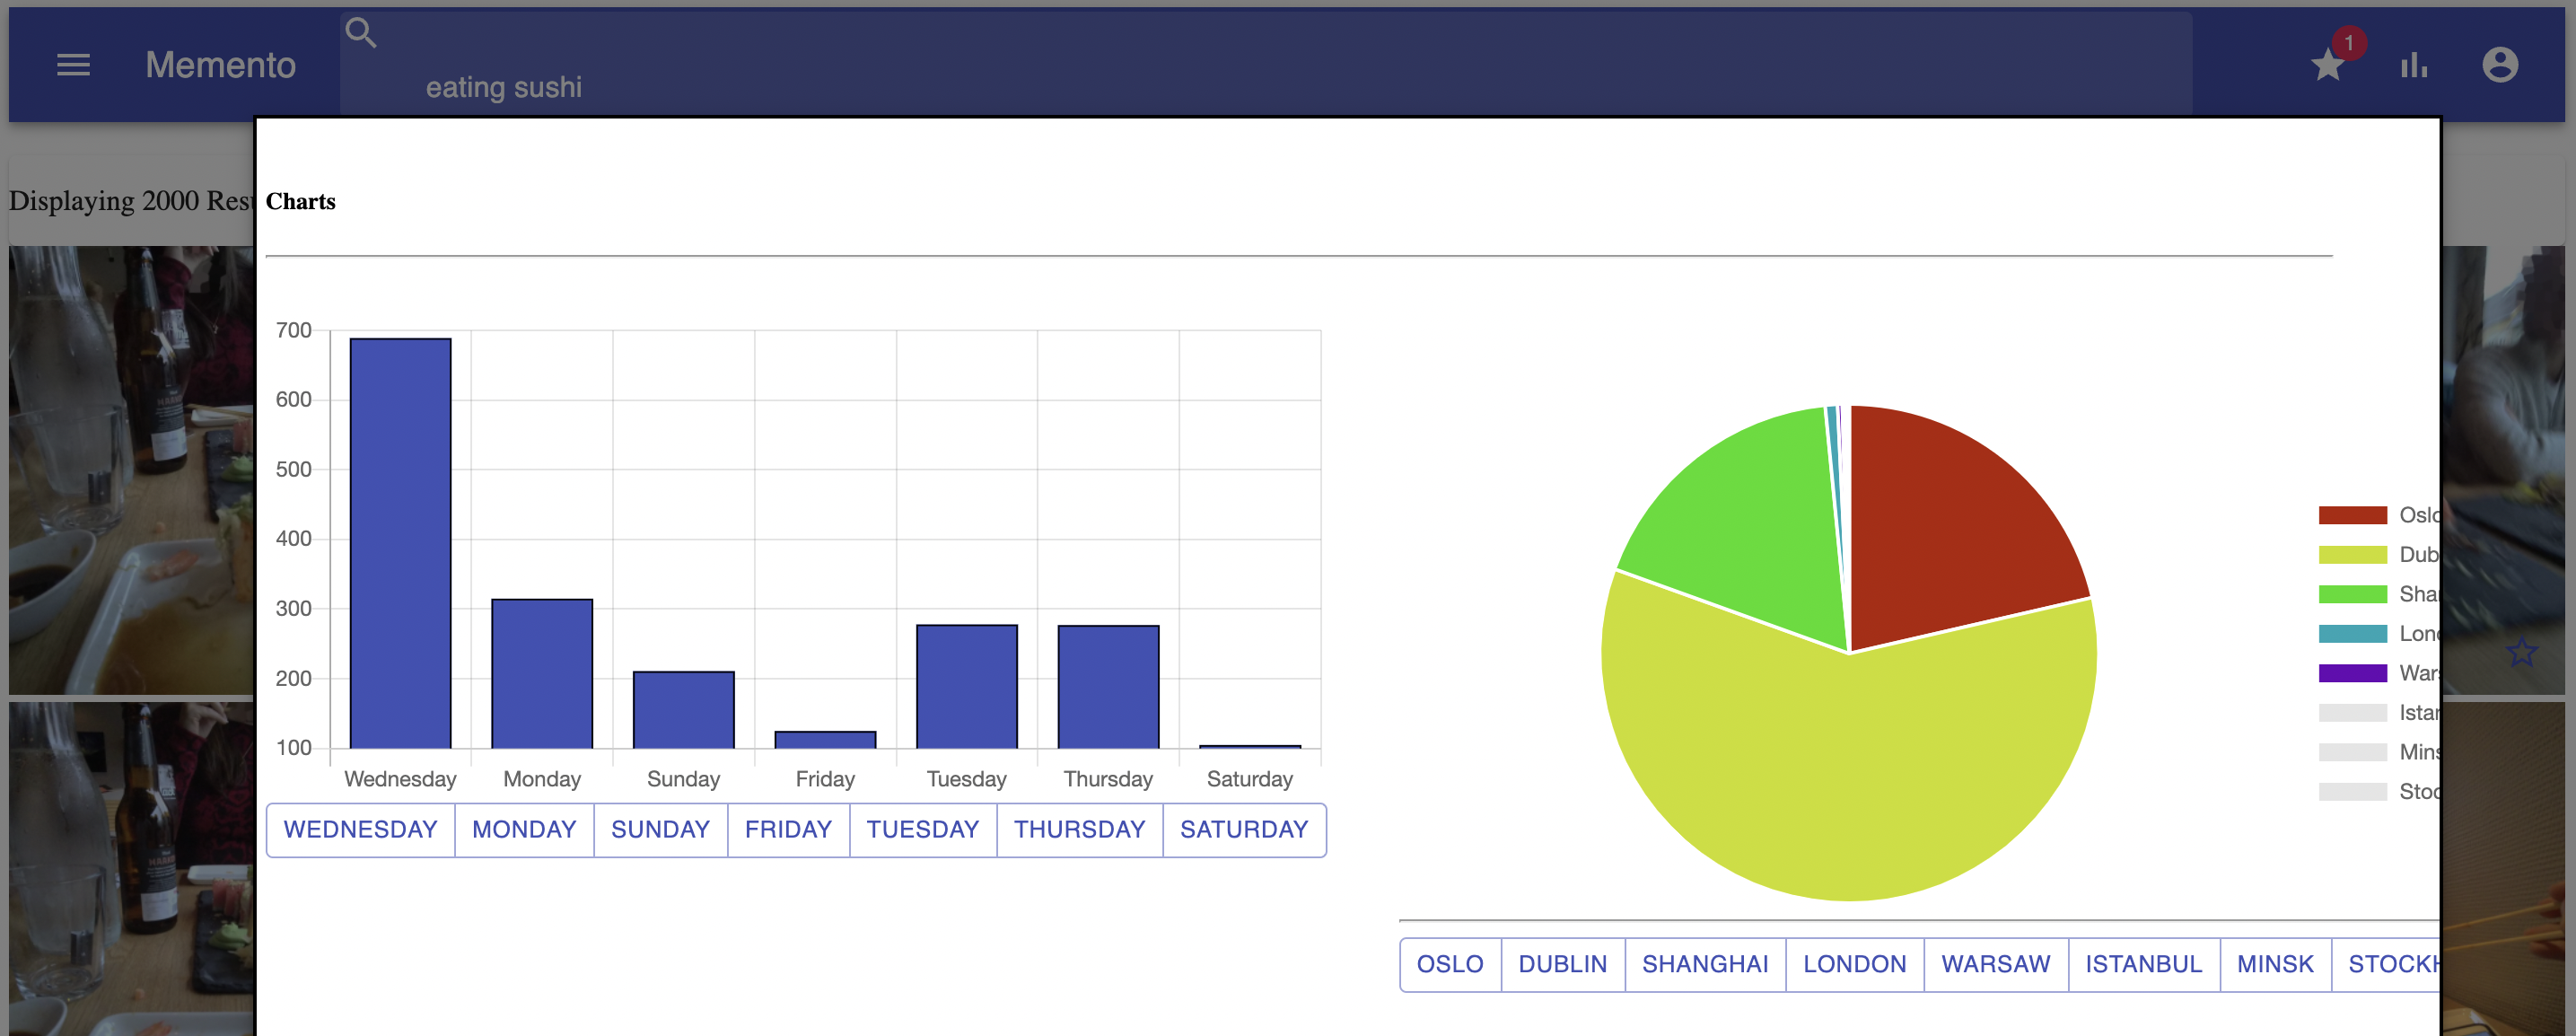 Memento
eating sushi
1
Displaying 2000 Res
Charts
700
600
500
400
300
200
100
Wednesday Monday Sunday Friday Tuesday Thursday Saturday
WEDNESDAY MONDAY SUNDAY FRIDAY TUESDAY THURSDAY SATURDAY
Oslo
Dub
Sha
Lon
War
Istan
Mins
Stoc
OSLO DUBLIN SHANGHAI LONDON WARSAW ISTANBUL MINSK STOCKH